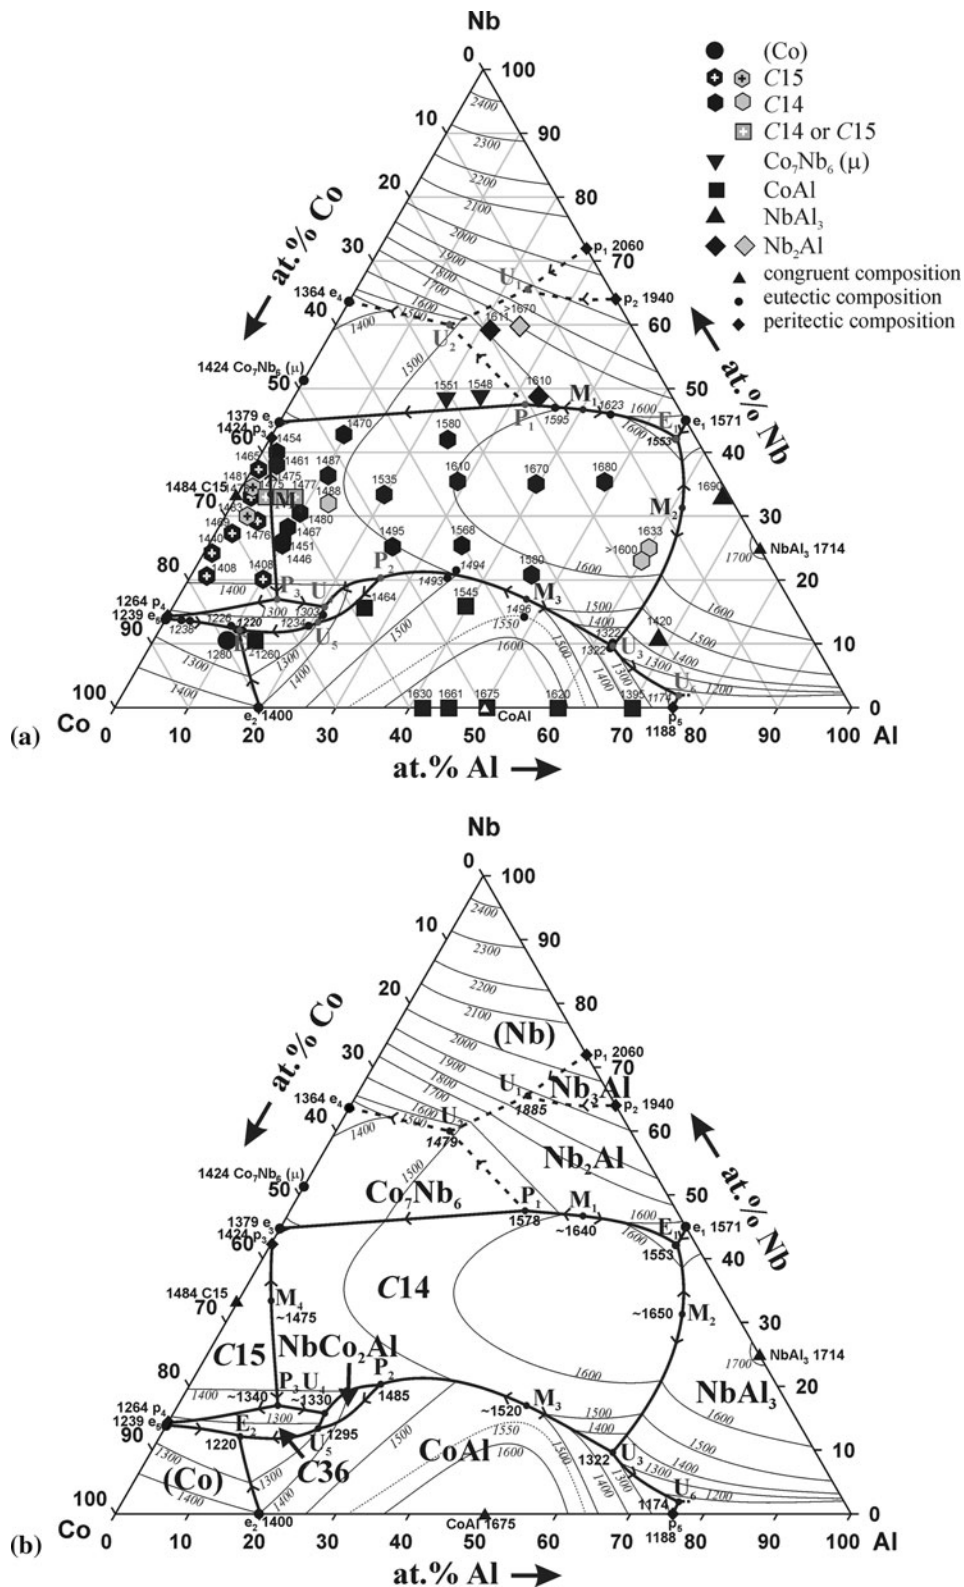 (a)
Nb
0
100
10
90
20
80
30
70
40
60
50
50
60
40
70
30
80
20
90
10
100
0
Co
Al
0 10 20 30 40 50 60 70 80 90 100
at.% Co
at.% Nb
at.% Al
(Co)
C15
C14
C14 or C15
Co₇Nb₆ (μ)
CoAl
NbAl₃
Nb₂Al
congruent composition
eutectic composition
peritectic composition
2400
2300
2200
2100
2000
1900
1800
1700
1600
1500
1400
p₁ 2060
p₂ 1940
U₁
>1670
1611
U₂
1364 e₄
1424 Co₇Nb₆ (μ)
1379 e₃
1424 p₃
1484 C15
1551
1548
1610
P₁
M₁
1623
1595
E₁
e₁ 1571
1553
1600
1600
1454
1470
1580
1465
1461
1487
1481
1475
1477
1488
1535
1610
1670
1680
1690
M₂
1480
1483
1467
1469
1476
1451
1446
1440
1495
1568
1633
>1600
1408
1408
1494
1493
P₂
1580
NbAl₃ 1714
1700
1264 p₄
1239 e₅
1238
1226
1220
1234
1303
P₃
U₅
1464
1545
1496
M₃
1550
1500
1600
1420
1322
1322
U₃
1280
1260
1300
1400
1630
1661
1675
1620
1395
CoAl
e₂ 1400
1174
U₆
p₅
1188
1600
1500
1400
1300
1200
(b)
Nb
0
100
10
90
20
80
30
70
40
60
50
50
60
40
70
30
80
20
90
10
100
0
Co
Al
0 10 20 30 40 50 60 70 80 90 100
at.% Co
at.% Nb
at.% Al
2400
2300
2200
2100
2000
1900
1800
1700
1600
1500
1400
(Nb)
p₁ 2060
Nb₃Al
p₂ 1940
U₁
1885
1364 e₄
1479
Nb₂Al
1424 Co₇Nb₆ (μ)
Co₇Nb₆
1500
P₁
1578
M₁
~1640
1600
1600
E₁
e₁ 1571
1553
1379 e₃
1424 p₃
C14
1484 C15
M₄
~1475
~1650
M₂
C15
NbCo₂Al
P₂
1485
P₃
U₁
~1340
~1330
1400
1300
1264 p₄
1239 e₅
E₂
1220
U₅
1295
C36
(Co)
1300
1400
1400
1300
1500
CoAl
1550
1600
1500
~1520
M₃
1600
1500
1400
NbAl₃ 1714
1700
NbAl₃
1600
1500
1400
1300
1200
1322
U₃
1300
1174
U₆
e₂ 1400
CoAl 1675
p₅
1188